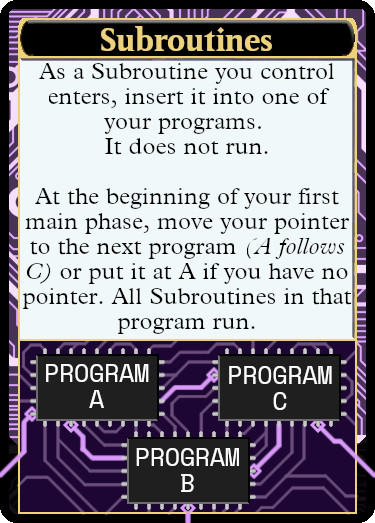 Subroutines
As a Subroutine you control
enters, insert it into one of
your programs.
It does not run.
At the beginning of your first
main phase, move your pointer
to the next program (A follows
C) or put it at A if you have no
pointer. All Subroutines in that
program run.
PROGRAM
A
PROGRAM
C
PROGRAM
B